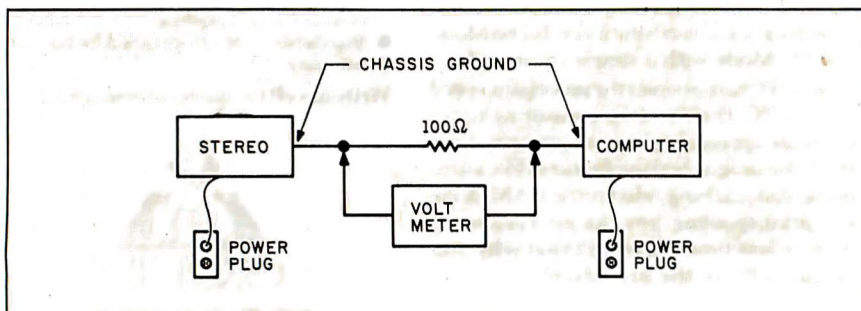 CHASSIS GROUND
100Ω
STEREO
COMPUTER
VOLT
METER
POWER
PLUG
POWER
PLUG